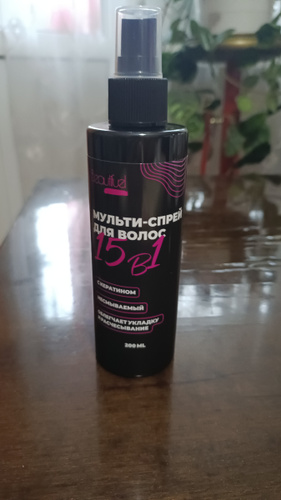 МУЛЬТИ-СПРЕЙ
ДЛЯ ВОЛОС
15 в 1
С КЕРАТИНОМ
НЕСМЫВАЕМЫЙ
ОБЛЕГЧАЕТ УКЛАДКУ
И РАСЧЕСЫВАНИЕ
200 ML